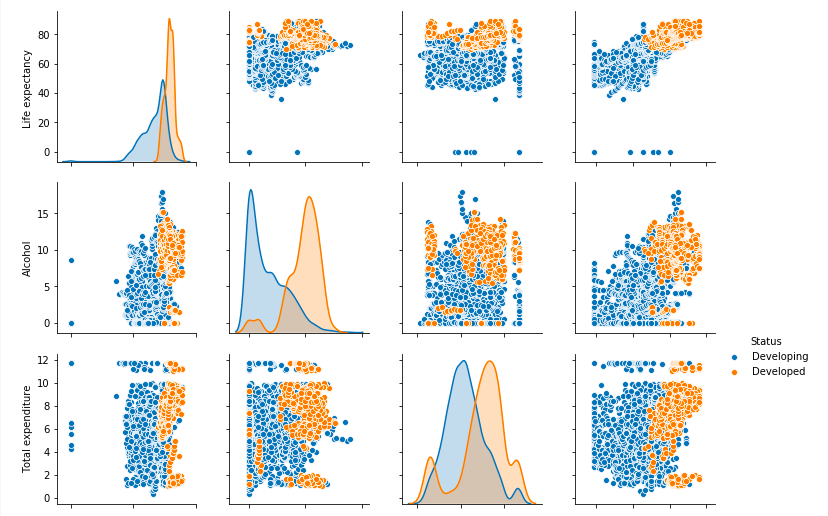 80
60
40
20
0
Life expectancy
15
10
5
0
Alcohol
12
10
8
6
4
2
0
Total expenditure
Status
Developing
Developed